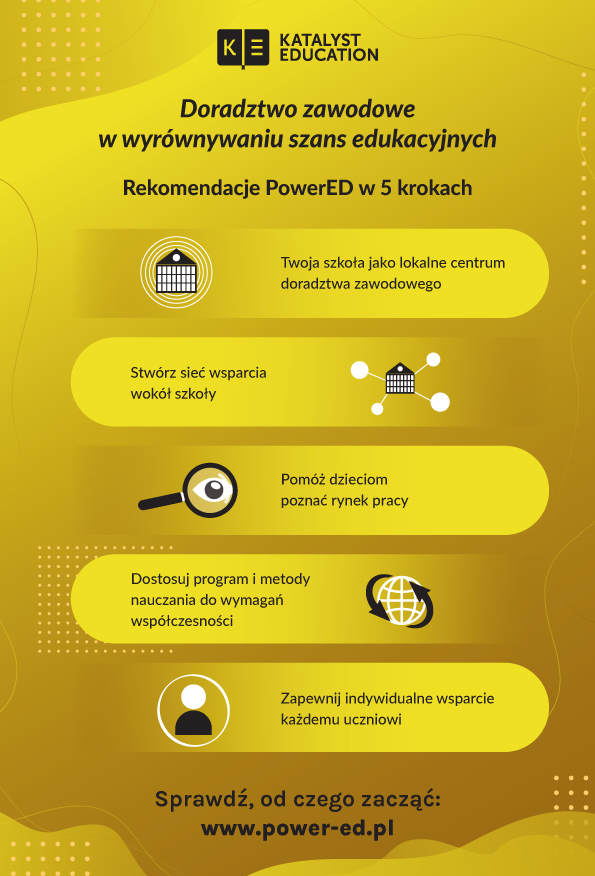 KE KATALYST
EDUCATION
Doradztwo zawodowe
w wyrównywaniu szans edukacyjnych
Rekomendacje PowerED w 5 krokach
Twoja szkoła jako lokalne centrum
doradztwa zawodowego
Stwórz sieć wsparcia
wokół szkoły
Pomóż dzieciom
poznać rynek pracy
Dostosuj program i metody
nauczania do wymagań
współczesności
Zapewnij indywidualne wsparcie
każdemu uczniowi
Sprawdź, od czego zacząć:
www.power-ed.pl